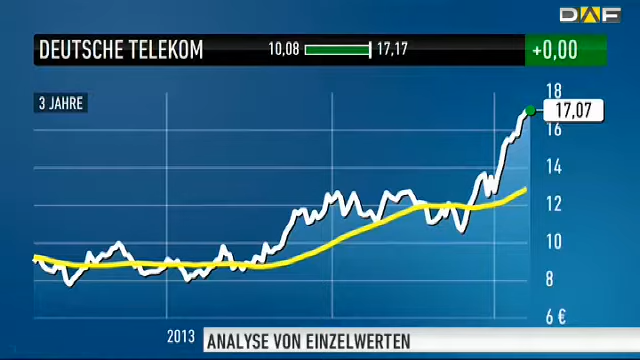 DAF
DEUTSCHE TELEKOM 10,08 17,17 +0,00
3 JAHRE
18
17,07
16
14
12
10
8
6 €
2013
ANALYSE VON EINZELWERTEN